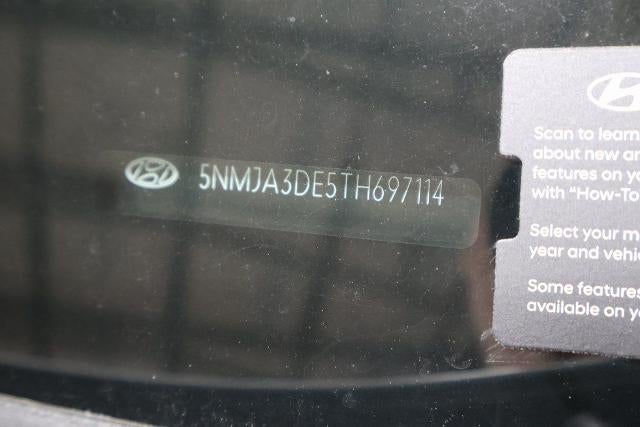 5NMJA3DE5TH697114
Scan to learn
about new an
features on yo
with "How-To
Select your m
year and vehic
Some features
available on yo